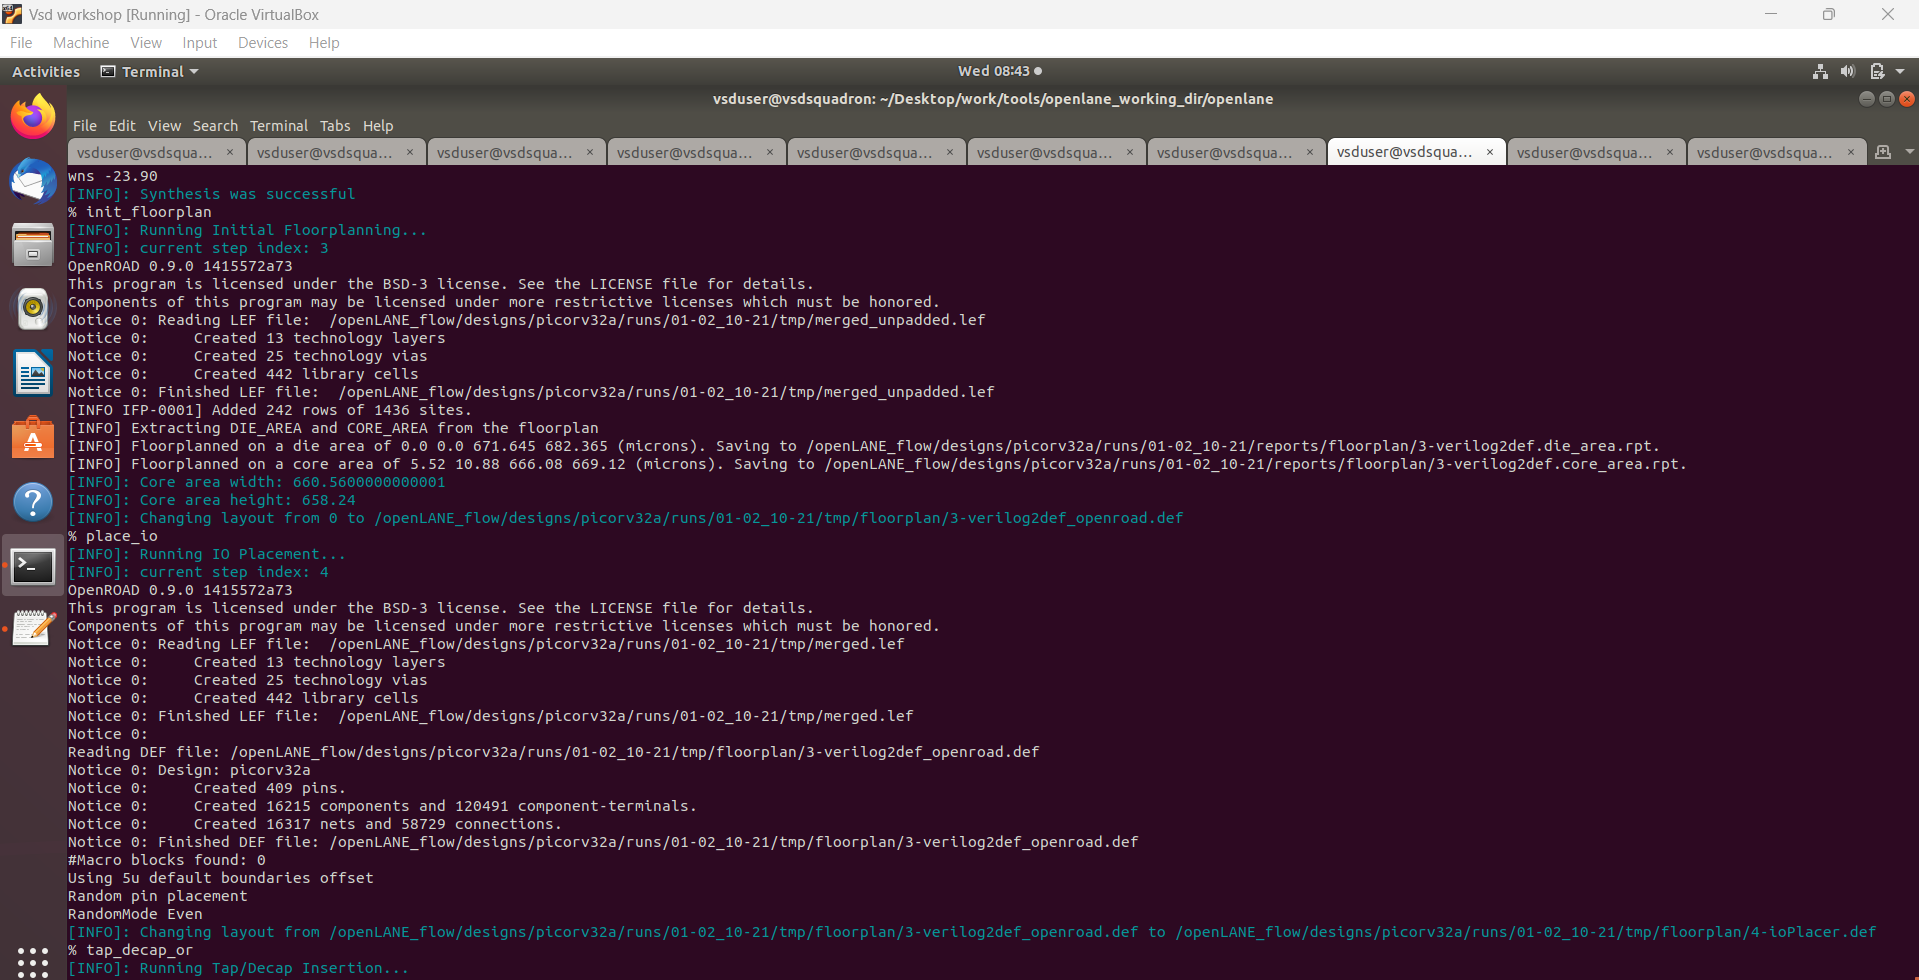 Vsd workshop [Running] - Oracle VirtualBox
File Machine View Input Devices Help
Activities Terminal Wed 08:43
vsduser@vsdsquadron: ~/Desktop/work/tools/openlane_working_dir/openlane
File Edit View Search Terminal Tabs Help
vsduser@vsdsqua... × vsduser@vsdsqua... × vsduser@vsdsqua... × vsduser@vsdsqua... × vsduser@vsdsqua... × vsduser@vsdsqua... × vsduser@vsdsqua... × vsduser@vsdsqua... × vsduser@vsdsqua... × vsduser@vsdsqua... ×
wns -23.90
[INFO]: Synthesis was successful
% init_floorplan
[INFO]: Running Initial Floorplanning...
[INFO]: current step index: 3
OpenROAD 0.9.0 1415572a73
This program is licensed under the BSD-3 license. See the LICENSE file for details.
Components of this program may be licensed under more restrictive licenses which must be honored.
Notice 0: Reading LEF file:  /openLANE_flow/designs/picorv32a/runs/01-02_10-21/tmp/merged_unpadded.lef
Notice 0:     Created 13 technology layers
Notice 0:     Created 25 technology vias
Notice 0:     Created 442 library cells
Notice 0: Finished LEF file:  /openLANE_flow/designs/picorv32a/runs/01-02_10-21/tmp/merged_unpadded.lef
[INFO IFP-0001] Added 242 rows of 1436 sites.
[INFO] Extracting DIE_AREA and CORE_AREA from the floorplan
[INFO] Floorplanned on a die area of 0.0 0.0 671.645 682.365 (microns). Saving to /openLANE_flow/designs/picorv32a/runs/01-02_10-21/reports/floorplan/3-verilog2def.die_area.rpt.
[INFO] Floorplanned on a core area of 5.52 10.88 666.08 669.12 (microns). Saving to /openLANE_flow/designs/picorv32a/runs/01-02_10-21/reports/floorplan/3-verilog2def.core_area.rpt.
[INFO]: Core area width: 660.5600000000001
[INFO]: Core area height: 658.24
[INFO]: Changing layout from 0 to /openLANE_flow/designs/picorv32a/runs/01-02_10-21/tmp/floorplan/3-verilog2def_openroad.def
% place_io
[INFO]: Running IO Placement...
[INFO]: current step index: 4
OpenROAD 0.9.0 1415572a73
This program is licensed under the BSD-3 license. See the LICENSE file for details.
Components of this program may be licensed under more restrictive licenses which must be honored.
Notice 0: Reading LEF file:  /openLANE_flow/designs/picorv32a/runs/01-02_10-21/tmp/merged.lef
Notice 0:     Created 13 technology layers
Notice 0:     Created 25 technology vias
Notice 0:     Created 442 library cells
Notice 0: Finished LEF file:  /openLANE_flow/designs/picorv32a/runs/01-02_10-21/tmp/merged.lef
Notice 0:
Reading DEF file: /openLANE_flow/designs/picorv32a/runs/01-02_10-21/tmp/floorplan/3-verilog2def_openroad.def
Notice 0: Design: picorv32a
Notice 0:     Created 409 pins.
Notice 0:     Created 16215 components and 120491 component-terminals.
Notice 0:     Created 16317 nets and 58729 connections.
Notice 0: Finished DEF file: /openLANE_flow/designs/picorv32a/runs/01-02_10-21/tmp/floorplan/3-verilog2def_openroad.def
#Macro blocks found: 0
Using 5u default boundaries offset
Random pin placement
RandomMode Even
[INFO]: Changing layout from /openLANE_flow/designs/picorv32a/runs/01-02_10-21/tmp/floorplan/3-verilog2def_openroad.def to /openLANE_flow/designs/picorv32a/runs/01-02_10-21/tmp/floorplan/4-ioPlacer.def
% tap_decap_or
[INFO]: Running Tap/Decap Insertion...